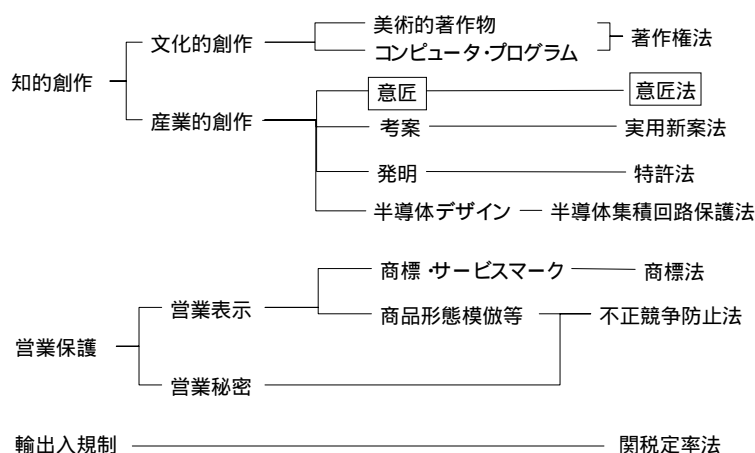 美術的著作物
文化的創作
コンピュータ・プログラム
著作権法
知的創作
意匠
意匠法
産業的創作
考案
実用新案法
発明
特許法
半導体デザイン
半導体集積回路保護法
商標・サービスマーク
商標法
営業表示
商品形態模倣等
不正競争防止法
営業保護
営業秘密
輸出入規制
関税定率法